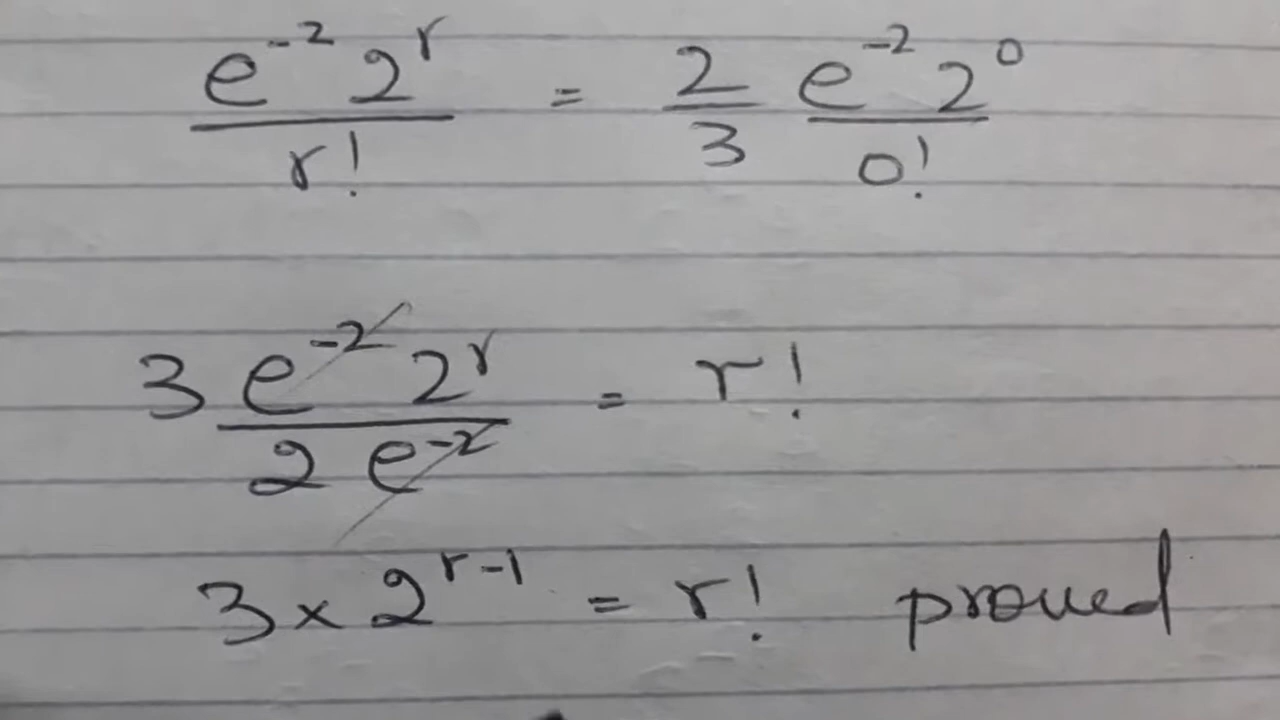 e^-2 2^r / r! = 2/3 e^-2 2^0 / 0!
3 e^-2 2^r / 2 e^-2 = r!
3 × 2^r-1 = r! proved